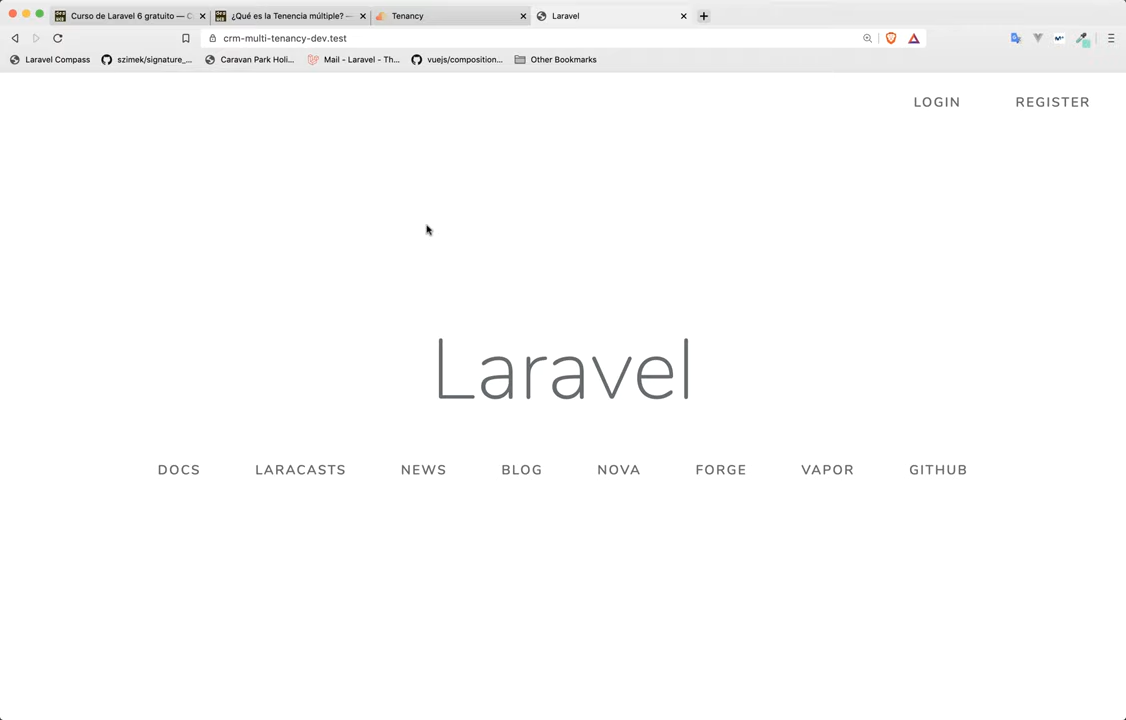 Curso de Laravel 6 gratuito — C
¿Qué es la Tenencia múltiple? —
Tenancy
Laravel
crm-multi-tenancy-dev.test
Laravel Compass
szimek/signature_...
Caravan Park Holi...
Mail - Laravel - Th...
vuejs/composition...
Other Bookmarks
LOGIN
REGISTER
Laravel
DOCS
LARACASTS
NEWS
BLOG
NOVA
FORGE
VAPOR
GITHUB